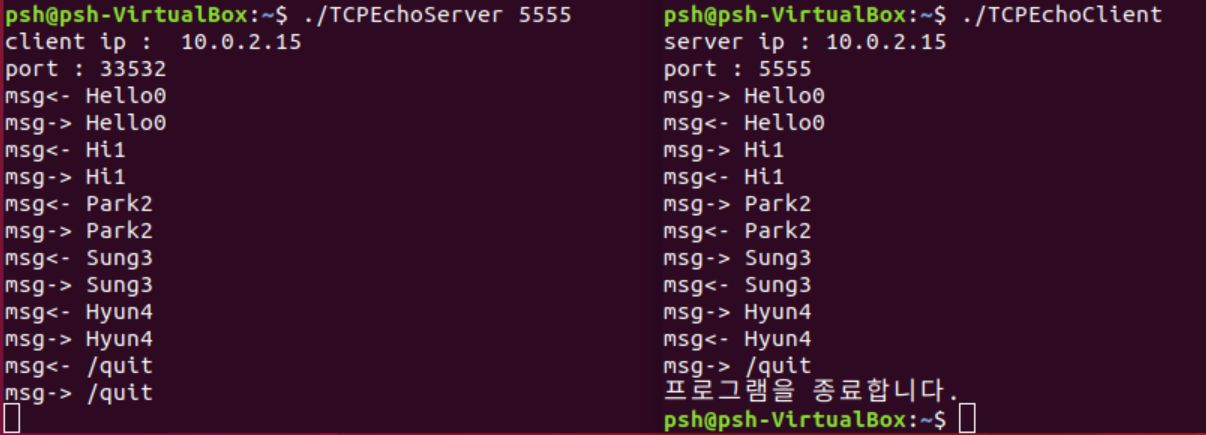 psh@psh-VirtualBox:~$ ./TCPEchoServer 5555
client ip :  10.0.2.15
port : 33532
msg<- Hello0
msg-> Hello0
msg<- Hi1
msg-> Hi1
msg<- Park2
msg-> Park2
msg<- Sung3
msg-> Sung3
msg<- Hyun4
msg-> Hyun4
msg<- /quit
msg-> /quit
psh@psh-VirtualBox:~$ ./TCPEchoClient
server ip : 10.0.2.15
port : 5555
msg-> Hello0
msg<- Hello0
msg-> Hi1
msg<- Hi1
msg-> Park2
msg<- Park2
msg-> Sung3
msg<- Sung3
msg-> Hyun4
msg<- Hyun4
msg-> /quit
프로그램을 종료합니다.
psh@psh-VirtualBox:~$